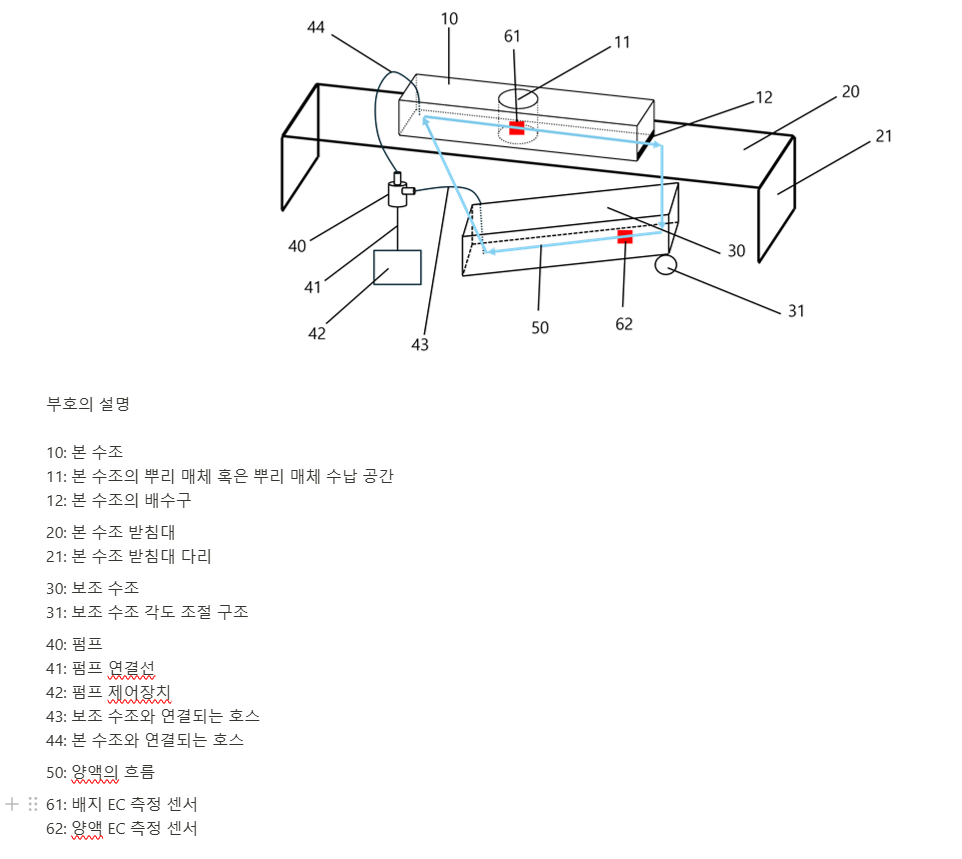 10
44
61
11
12
20
21
40
30
41
31
42
43
50
62
부호의 설명
10: 본 수조
11: 본 수조의 뿌리 매체 혹은 뿌리 매체 수납 공간
12: 본 수조의 배수구
20: 본 수조 받침대
21: 본 수조 받침대 다리
30: 보조 수조
31: 보조 수조 각도 조절 구조
40: 펌프
41: 펌프 연결선
42: 펌프 제어장치
43: 보조 수조와 연결되는 호스
44: 본 수조와 연결되는 호스
50: 양액의 흐름
61: 배지 EC 측정 센서
62: 양액 EC 측정 센서